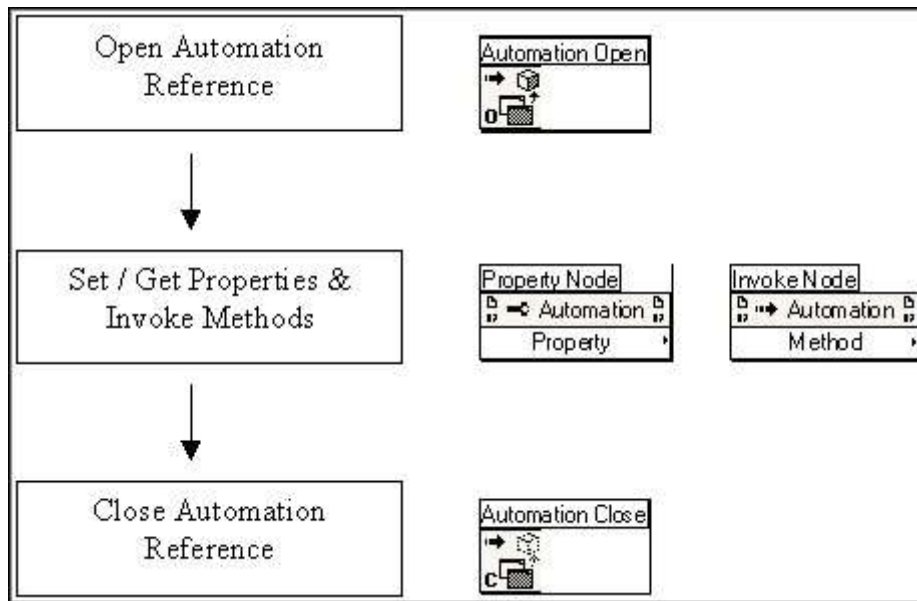 Open Automation
Reference
Automation Open
O
Set / Get Properties &
Invoke Methods
Property Node
Automation
Property
Invoke Node
Automation
Method
Close Automation
Reference
Automation Close
C